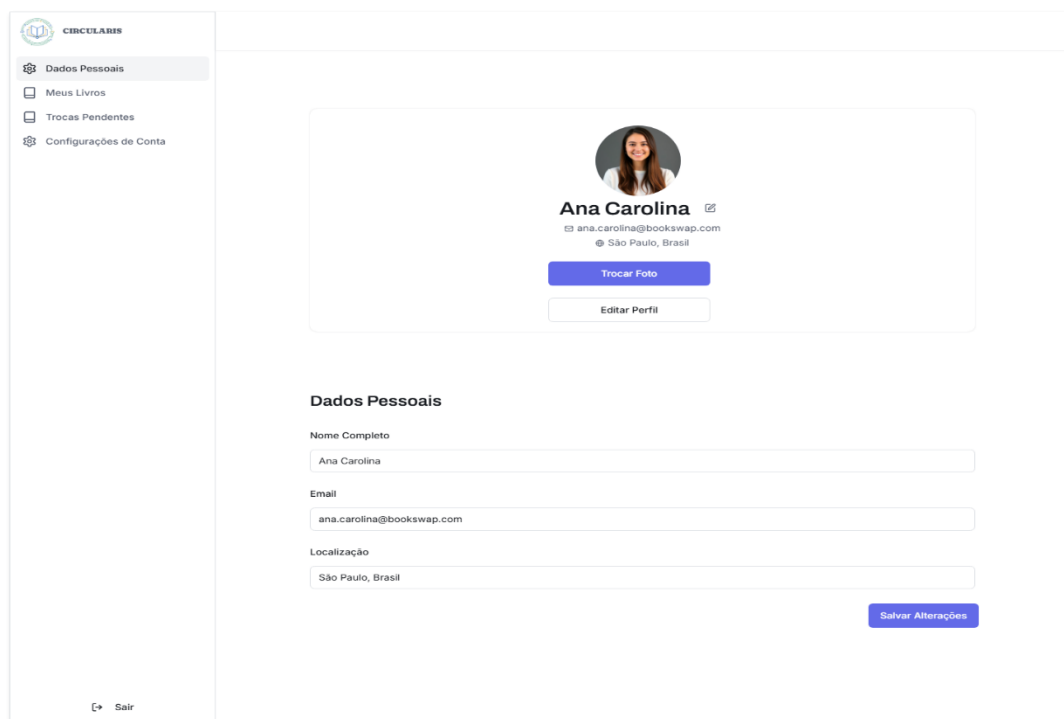 CIRCULARIS
Dados Pessoais
Meus Livros
Trocas Pendentes
Configurações de Conta
Sair
Ana Carolina
ana.carolina@bookswap.com
São Paulo, Brasil
Trocar Foto
Editar Perfil
Dados Pessoais
Nome Completo
Ana Carolina
Email
ana.carolina@bookswap.com
Localização
São Paulo, Brasil
Salvar Alterações